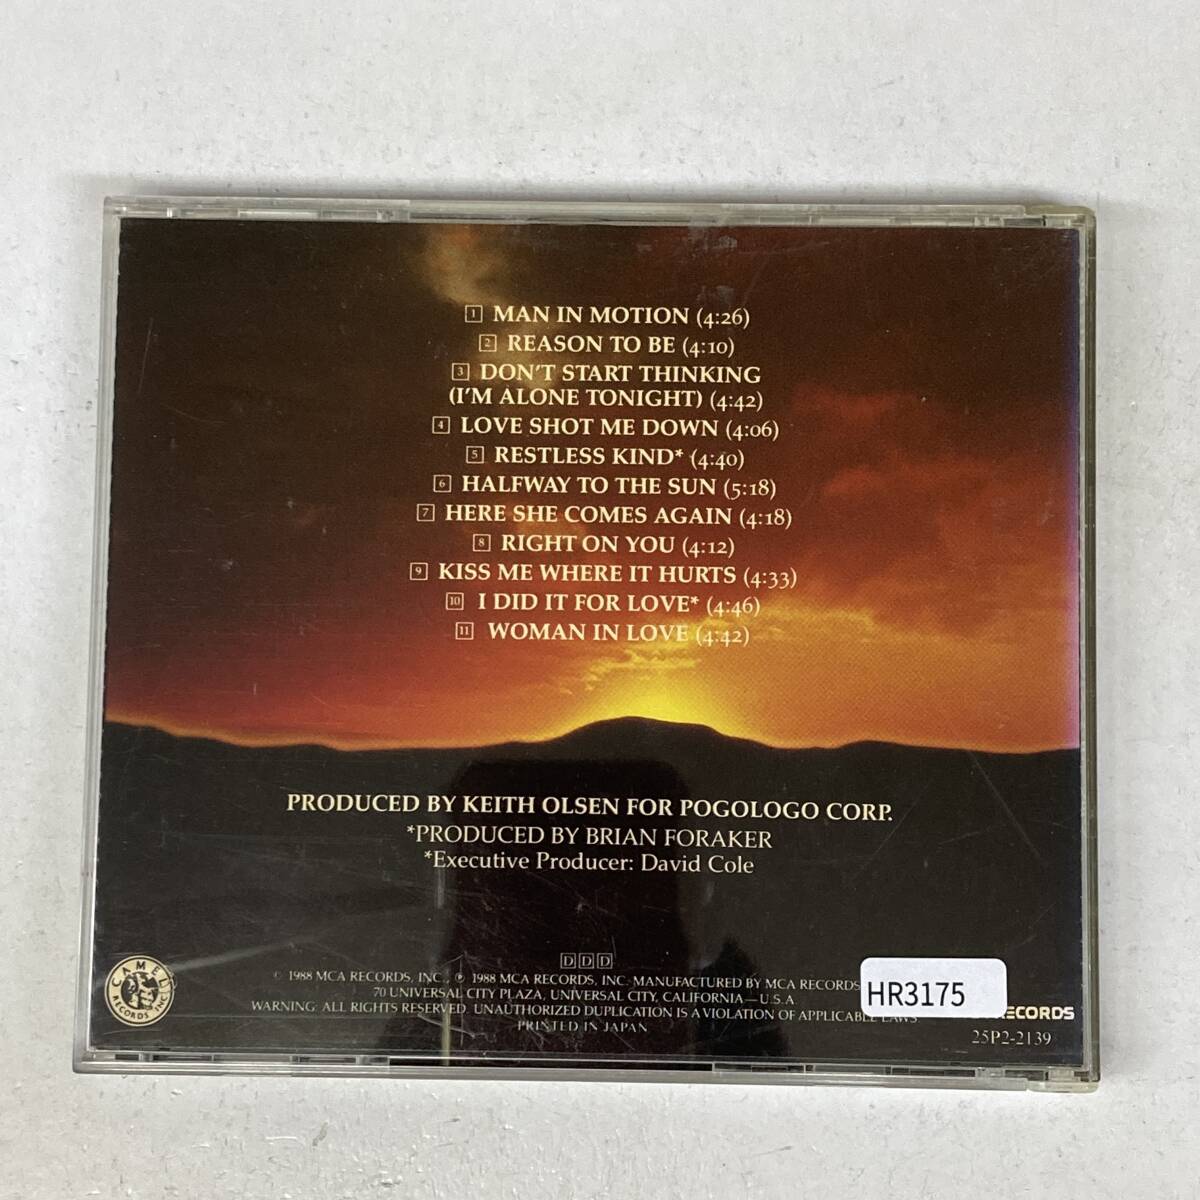 1 MAN IN MOTION (4:26)
2 REASON TO BE (4:10)
3 DON'T START THINKING
(I'M ALONE TONIGHT) (4:42)
4 LOVE SHOT ME DOWN (4:06)
5 RESTLESS KIND* (4:40)
6 HALFWAY TO THE SUN (5:18)
7 HERE SHE COMES AGAIN (4:18)
8 RIGHT ON YOU (4:12)
9 KISS ME WHERE IT HURTS (4:33)
10 I DID IT FOR LOVE* (4:46)
11 WOMAN IN LOVE (4:42)
PRODUCED BY KEITH OLSEN FOR POGOLOGO CORP.
*PRODUCED BY BRIAN FORAKER
*Executive Producer: David Cole
DDD
© 1988 MCA RECORDS, INC., ℗ 1988 MCA RECORDS, INC. MANUFACTURED BY MCA RECORDS
70 UNIVERSAL CITY PLAZA, UNIVERSAL CITY, CALIFORNIA—U.S.A
WARNING: ALL RIGHTS RESERVED. UNAUTHORIZED DUPLICATION IS A VIOLATION OF APPLICABLE LAWS.
PRINTED IN JAPAN
CAMEL
RECORDS INC.
HR3175
RECORDS
25P2-2139